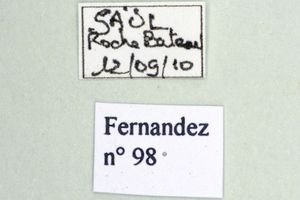 SAÜL
Roche Bateau
12/09/10
Fernandez
n° 98